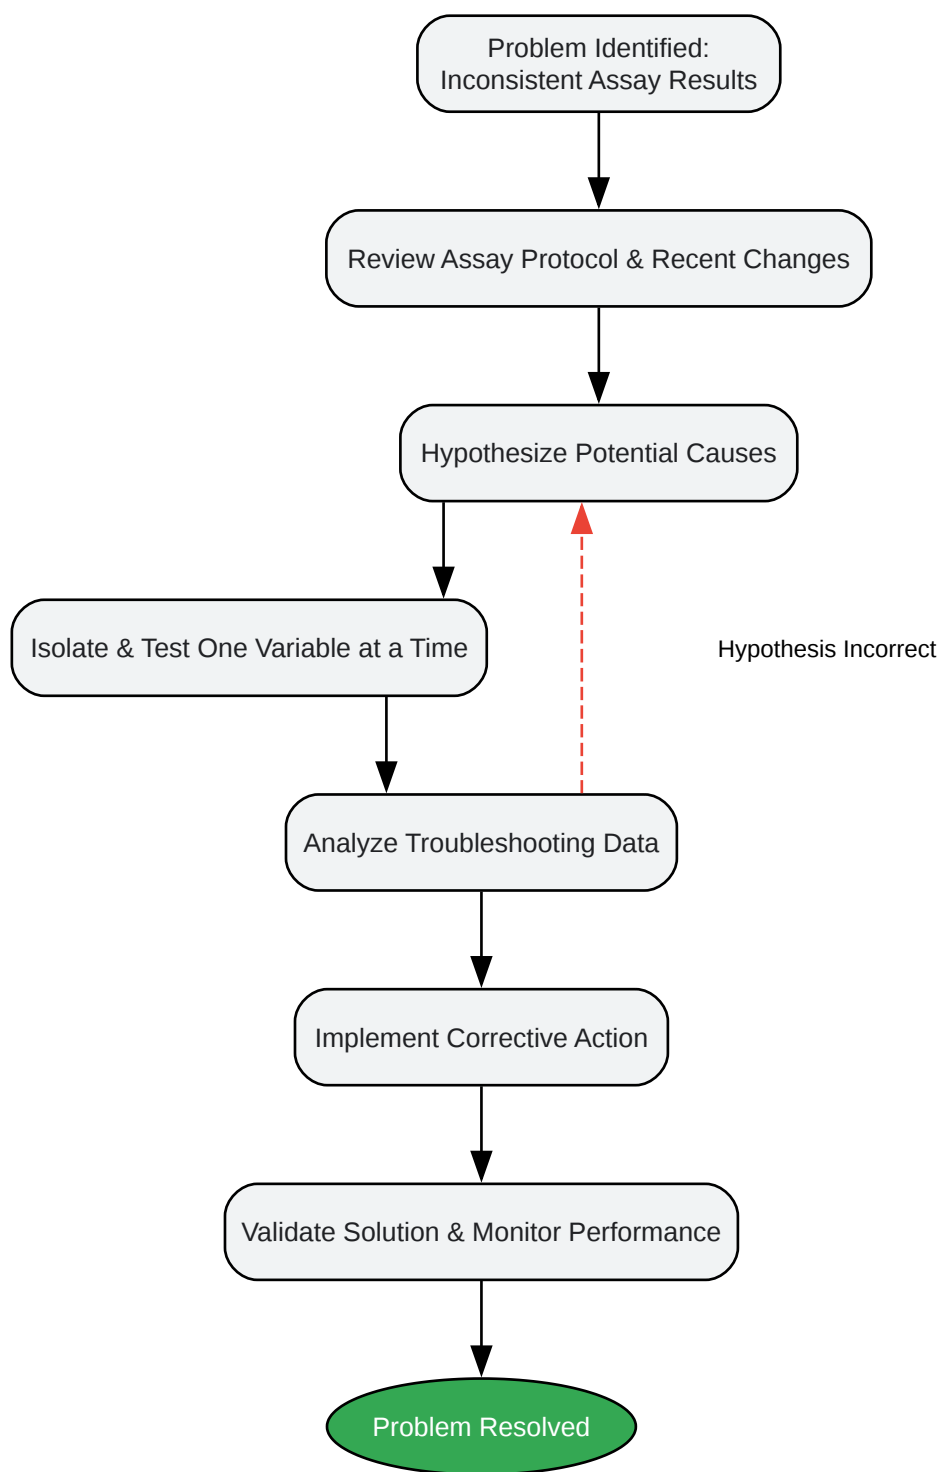 Problem Identified:
Inconsistent Assay Results
Review Assay Protocol & Recent Changes
Hypothesize Potential Causes
Isolate & Test One Variable at a Time
Hypothesis Incorrect
Analyze Troubleshooting Data
Implement Corrective Action
Validate Solution & Monitor Performance
Problem Resolved